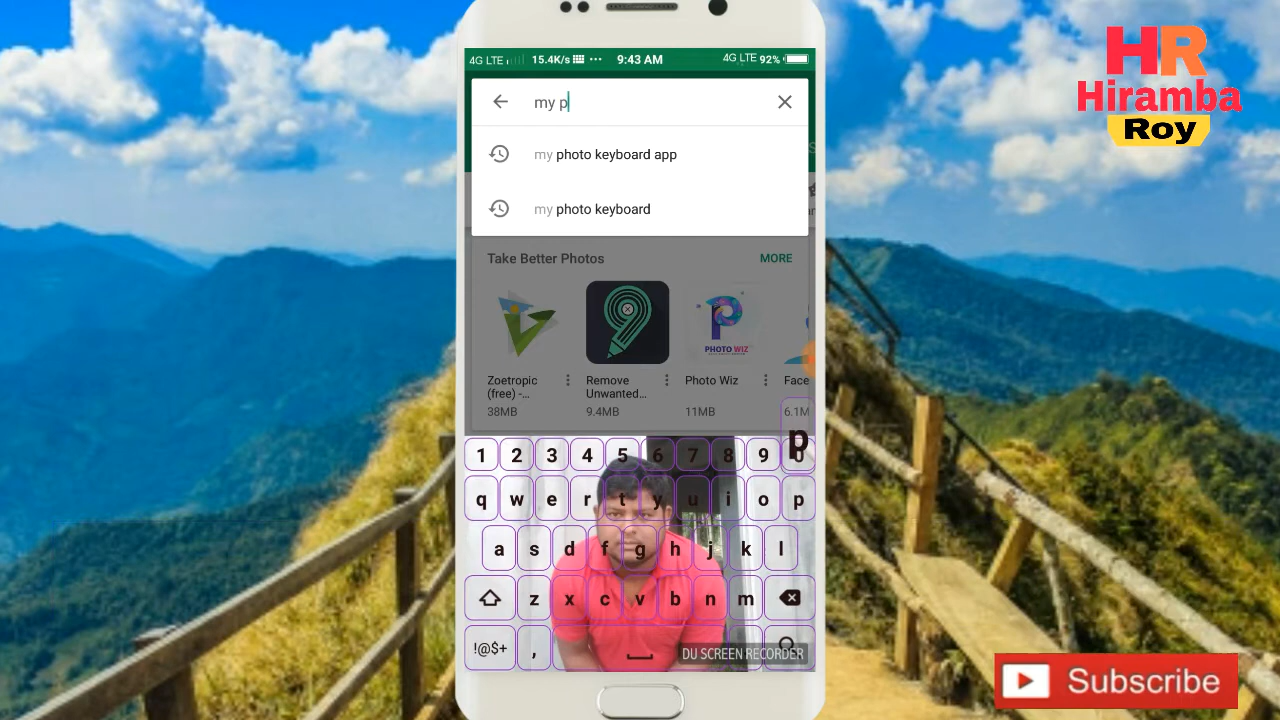 4G LTE 15.4K/s ... 9:43 AM 4G LTE 92%
my p
my photo keyboard app
my photo keyboard
Take Better Photos MORE
PHOTO WIZ
Zoetropic (free) -...
38MB
Remove Unwanted...
9.4MB
Photo Wiz
11MB
Face
6.1M
p
1 2 3 4 5 6 7 8 9 0
q w e r t y u i o p
a s d f g h j k l
z x c v b n m
!@$+ ,
DU SCREEN RECORDER
HR
Hiramba
Roy
Subscribe